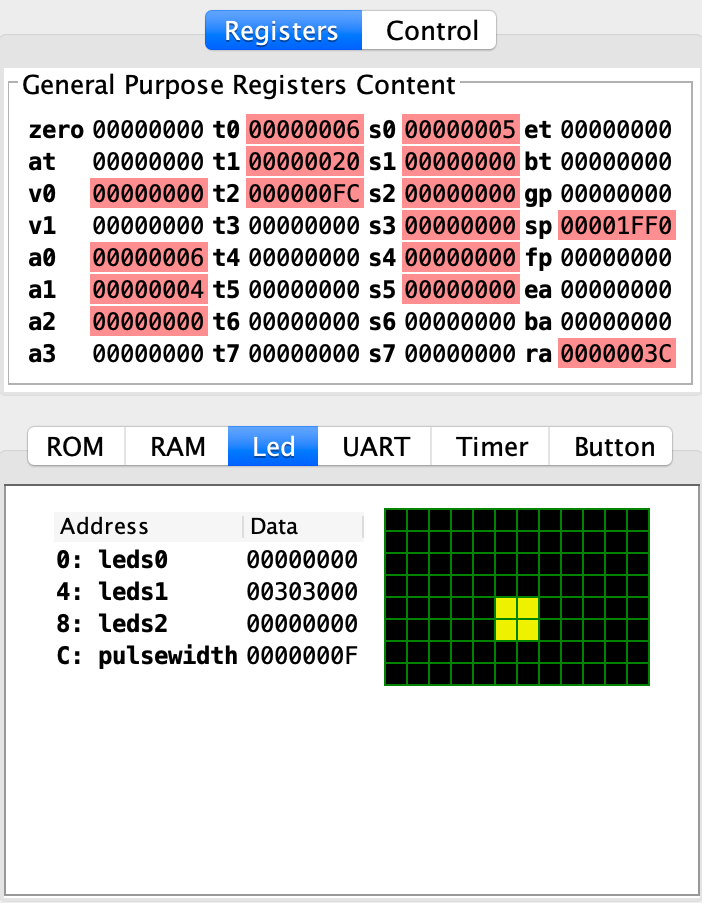 Registers Control
General Purpose Registers Content
zero 00000000 t0 00000006 s0 00000005 et 00000000
at 00000000 t1 00000020 s1 00000000 bt 00000000
v0 00000000 t2 000000FC s2 00000000 gp 00000000
v1 00000000 t3 00000000 s3 00000000 sp 00001FF0
a0 00000006 t4 00000000 s4 00000000 fp 00000000
a1 00000004 t5 00000000 s5 00000000 ea 00000000
a2 00000000 t6 00000000 s6 00000000 ba 00000000
a3 00000000 t7 00000000 s7 00000000 ra 0000003C
ROM RAM Led UART Timer Button
Address Data
0: leds0 00000000
4: leds1 00303000
8: leds2 00000000
C: pulsewidth 0000000F